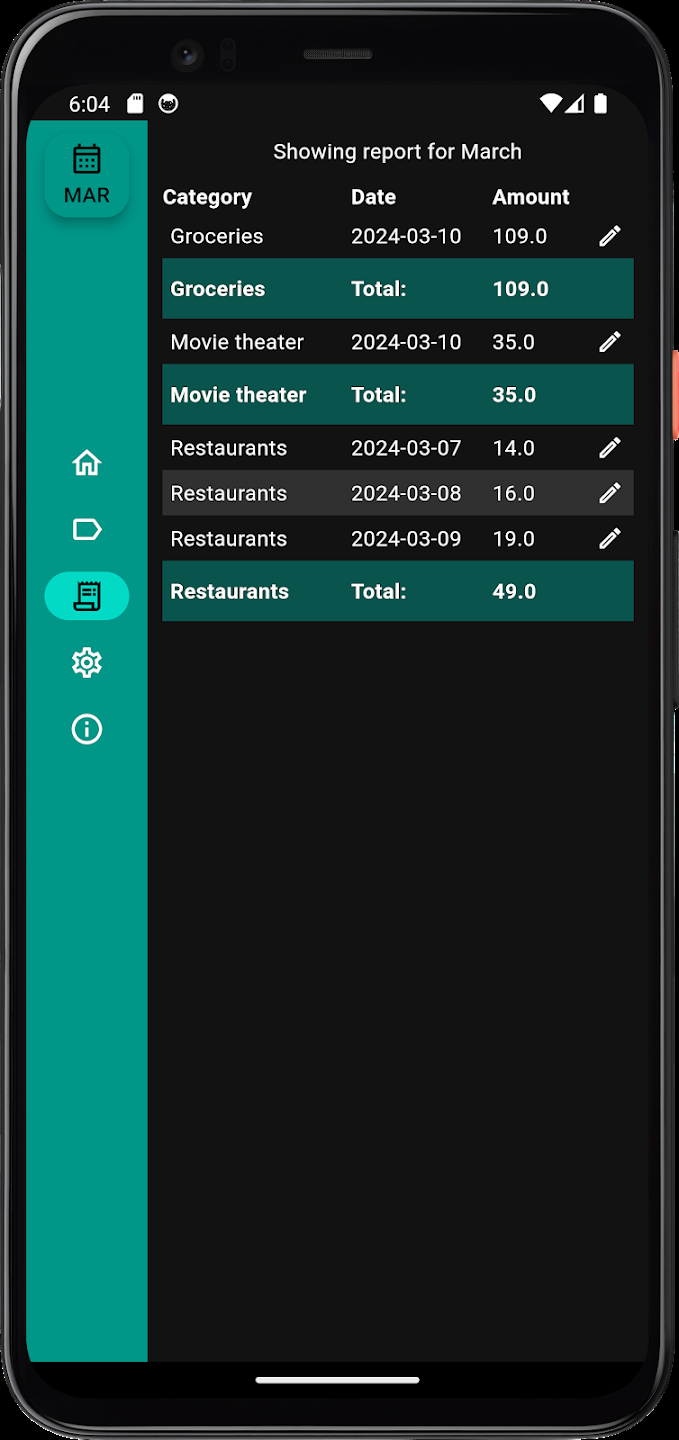 6:04
MAR
Showing report for March
Category Date Amount
Groceries 2024-03-10 109.0
Groceries Total: 109.0
Movie theater 2024-03-10 35.0
Movie theater Total: 35.0
Restaurants 2024-03-07 14.0
Restaurants 2024-03-08 16.0
Restaurants 2024-03-09 19.0
Restaurants Total: 49.0